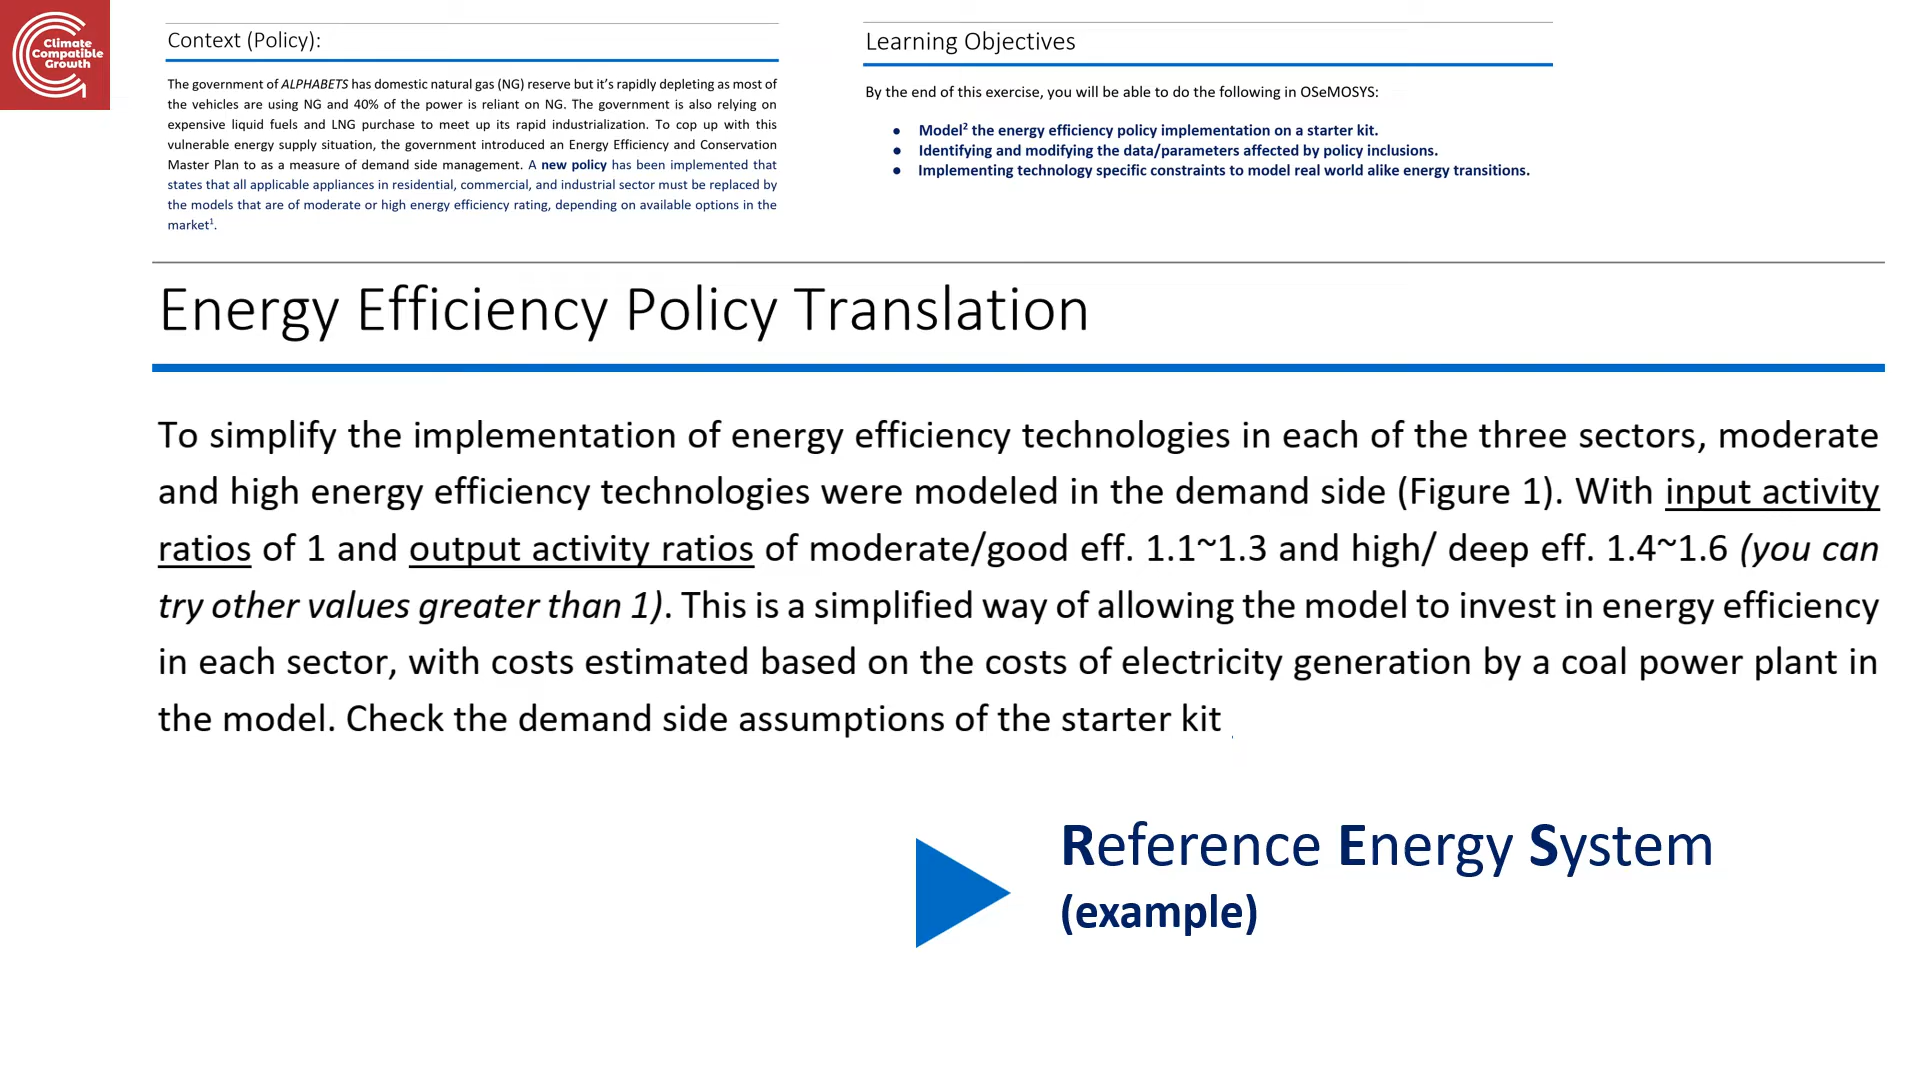 Climate
Compatible
Growth
Context (Policy):
The government of ALPHABETS has domestic natural gas (NG) reserve but it's rapidly depleting as most of
the vehicles are using NG and 40% of the power is reliant on NG. The government is also relying on
expensive liquid fuels and LNG purchase to meet up its rapid industrialization. To cop up with this
vulnerable energy supply situation, the government introduced an Energy Efficiency and Conservation
Master Plan to as a measure of demand side management. A new policy has been implemented that
states that all applicable appliances in residential, commercial, and industrial sector must be replaced by
the models that are of moderate or high energy efficiency rating, depending on available options in the
market¹.
Learning Objectives
By the end of this exercise, you will be able to do the following in OSeMOSYS:
● Model² the energy efficiency policy implementation on a starter kit.
● Identifying and modifying the data/parameters affected by policy inclusions.
● Implementing technology specific constraints to model real world alike energy transitions.
Energy Efficiency Policy Translation
To simplify the implementation of energy efficiency technologies in each of the three sectors, moderate
and high energy efficiency technologies were modeled in the demand side (Figure 1). With input activity
ratios of 1 and output activity ratios of moderate/good eff. 1.1~1.3 and high/ deep eff. 1.4~1.6 (you can
try other values greater than 1). This is a simplified way of allowing the model to invest in energy efficiency
in each sector, with costs estimated based on the costs of electricity generation by a coal power plant in
the model. Check the demand side assumptions of the starter kit
Reference Energy System
(example)